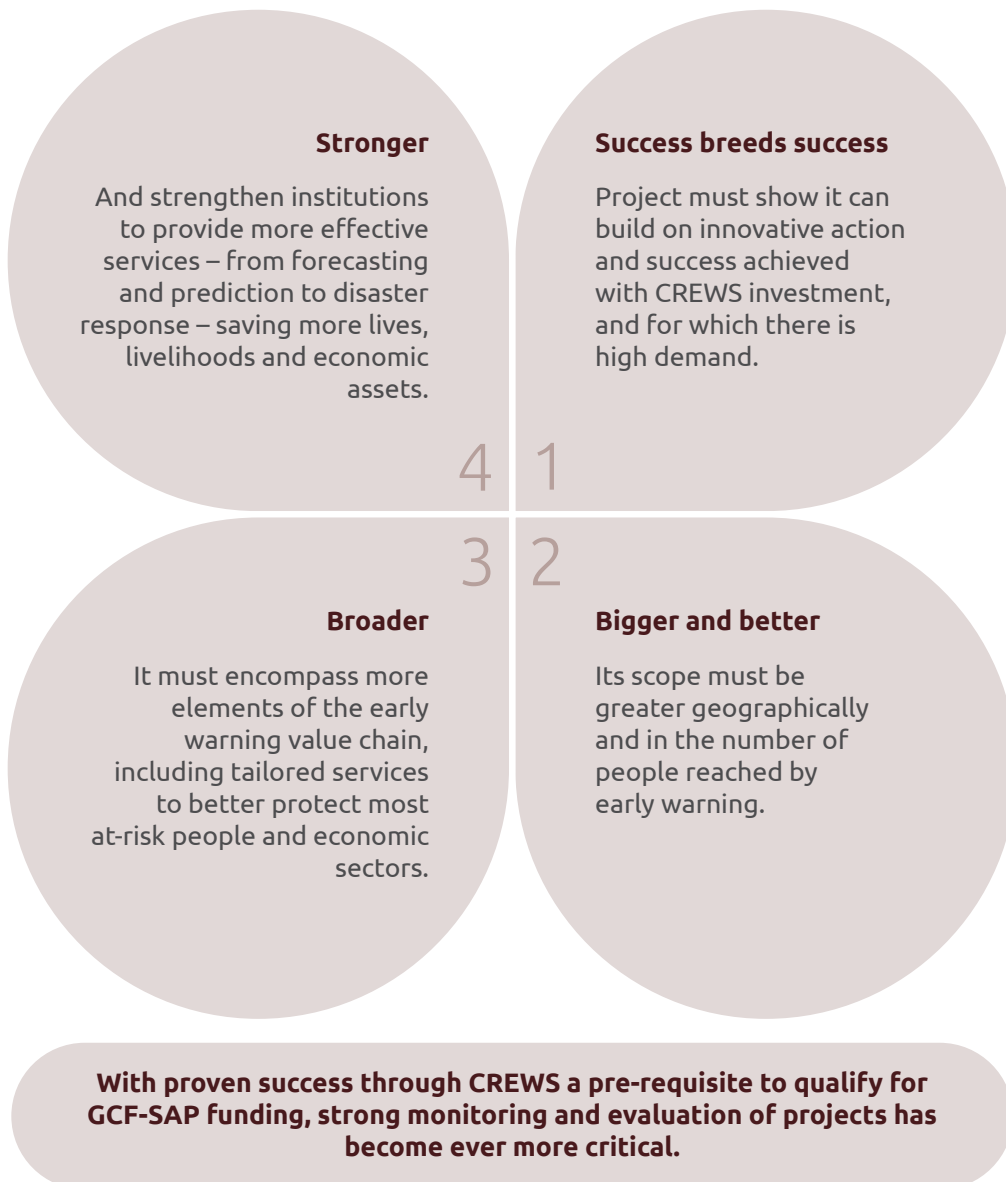 Success breeds success
Project must show it can
build on innovative action
and success achieved
with CREWS investment,
and for which there is
high demand.
1
2
Bigger and better
Its scope must be
greater geographically
and in the number of
people reached by
early warning.
3
Broader
It must encompass more
elements of the early
warning value chain,
including tailored services
to better protect most
at-risk people and economic
sectors.
Stronger
And strengthen institutions
to provide more effective
services – from forecasting
and prediction to disaster
response – saving more lives,
livelihoods and economic
assets.
4
With proven success through CREWS a pre-requisite to qualify for
GCF-SAP funding, strong monitoring and evaluation of projects has
become ever more critical.